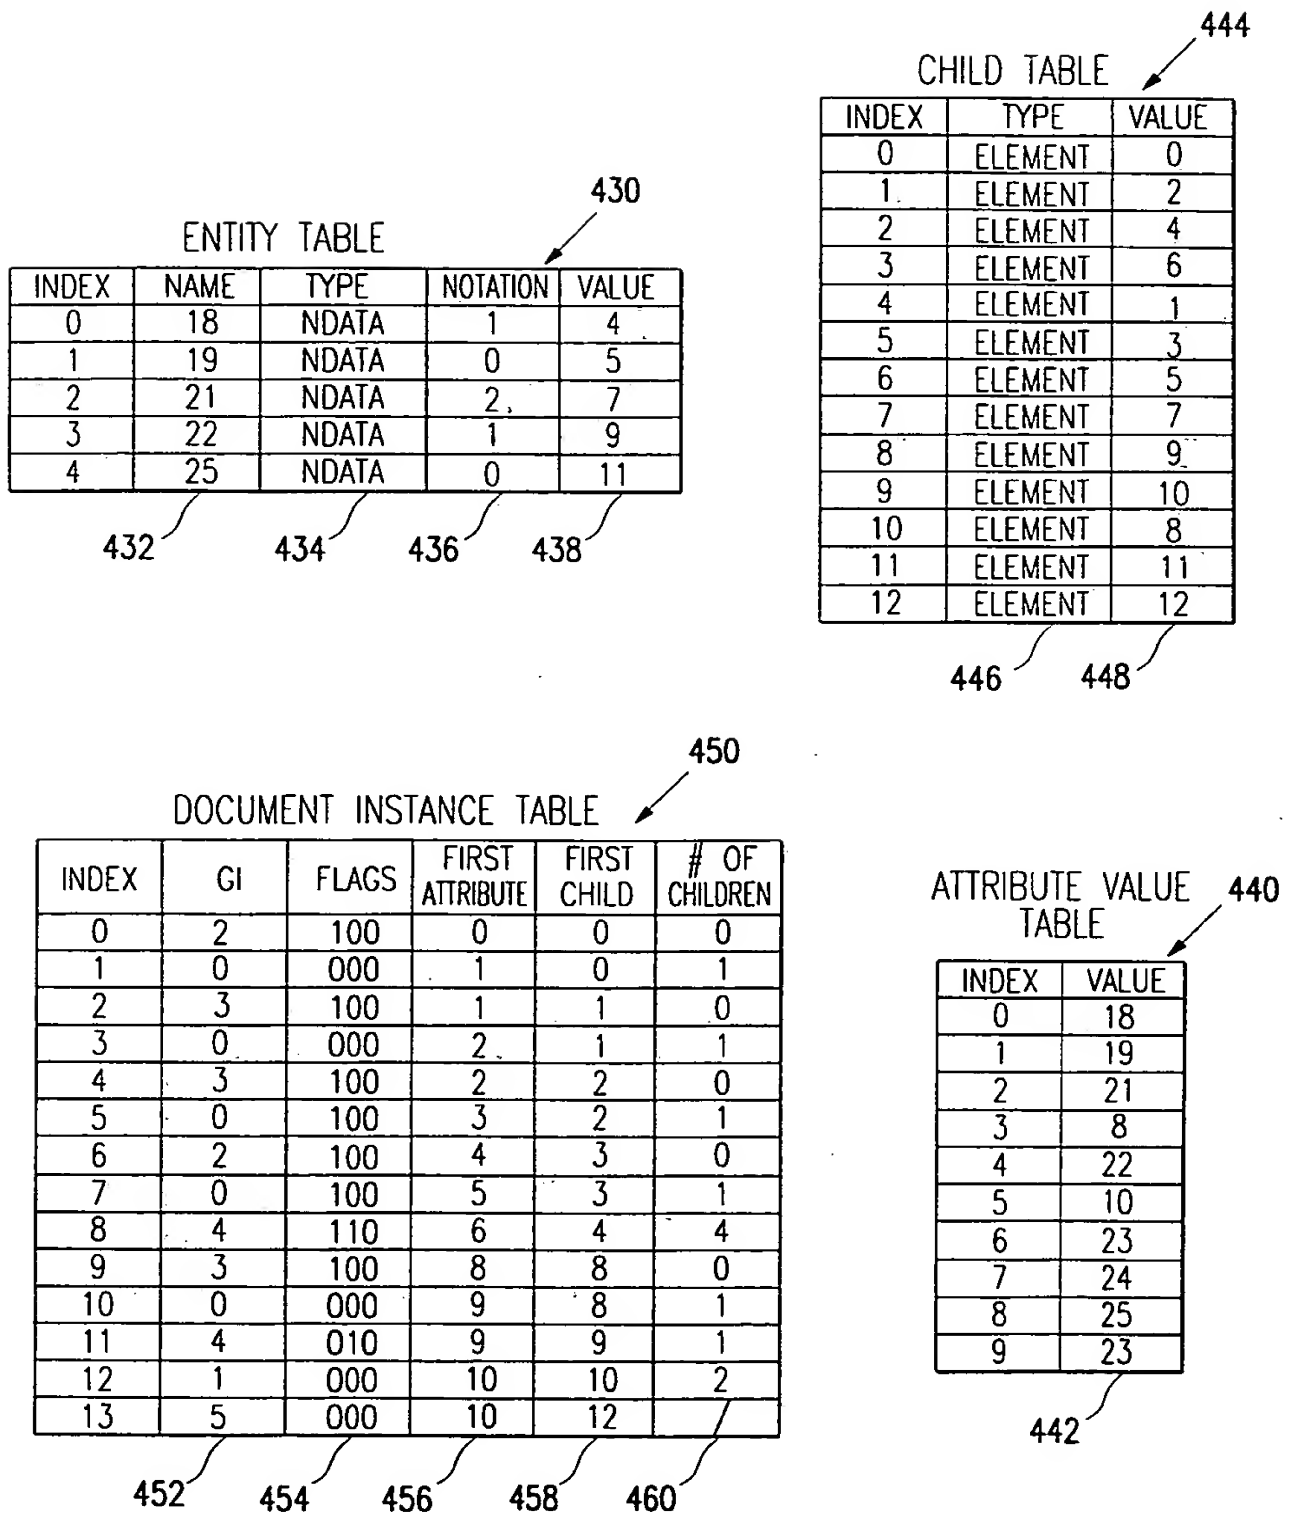 444
CHILD TABLE
INDEX TYPE VALUE
0 ELEMENT 0
1 ELEMENT 2
2 ELEMENT 4
3 ELEMENT 6
4 ELEMENT 1
5 ELEMENT 3
6 ELEMENT 5
7 ELEMENT 7
8 ELEMENT 9
9 ELEMENT 10
10 ELEMENT 8
11 ELEMENT 11
12 ELEMENT 12
446 448
430
ENTITY TABLE
INDEX NAME TYPE NOTATION VALUE
0 18 NDATA 1 4
1 19 NDATA 0 5
2 21 NDATA 2 7
3 22 NDATA 1 9
4 25 NDATA 0 11
432 434 436 438
450
DOCUMENT INSTANCE TABLE
INDEX GI FLAGS FIRST ATTRIBUTE FIRST CHILD # OF CHILDREN
0 2 100 0 0 0
1 0 000 1 0 1
2 3 100 1 1 0
3 0 000 2 1 1
4 3 100 2 2 0
5 0 100 3 2 1
6 2 100 4 3 0
7 0 100 5 3 1
8 4 110 6 4 4
9 3 100 8 8 0
10 0 000 9 8 1
11 4 010 9 9 1
12 1 000 10 10 2
13 5 000 10 12
452 454 456 458 460
ATTRIBUTE VALUE
TABLE
440
INDEX VALUE
0 18
1 19
2 21
3 8
4 22
5 10
6 23
7 24
8 25
9 23
442